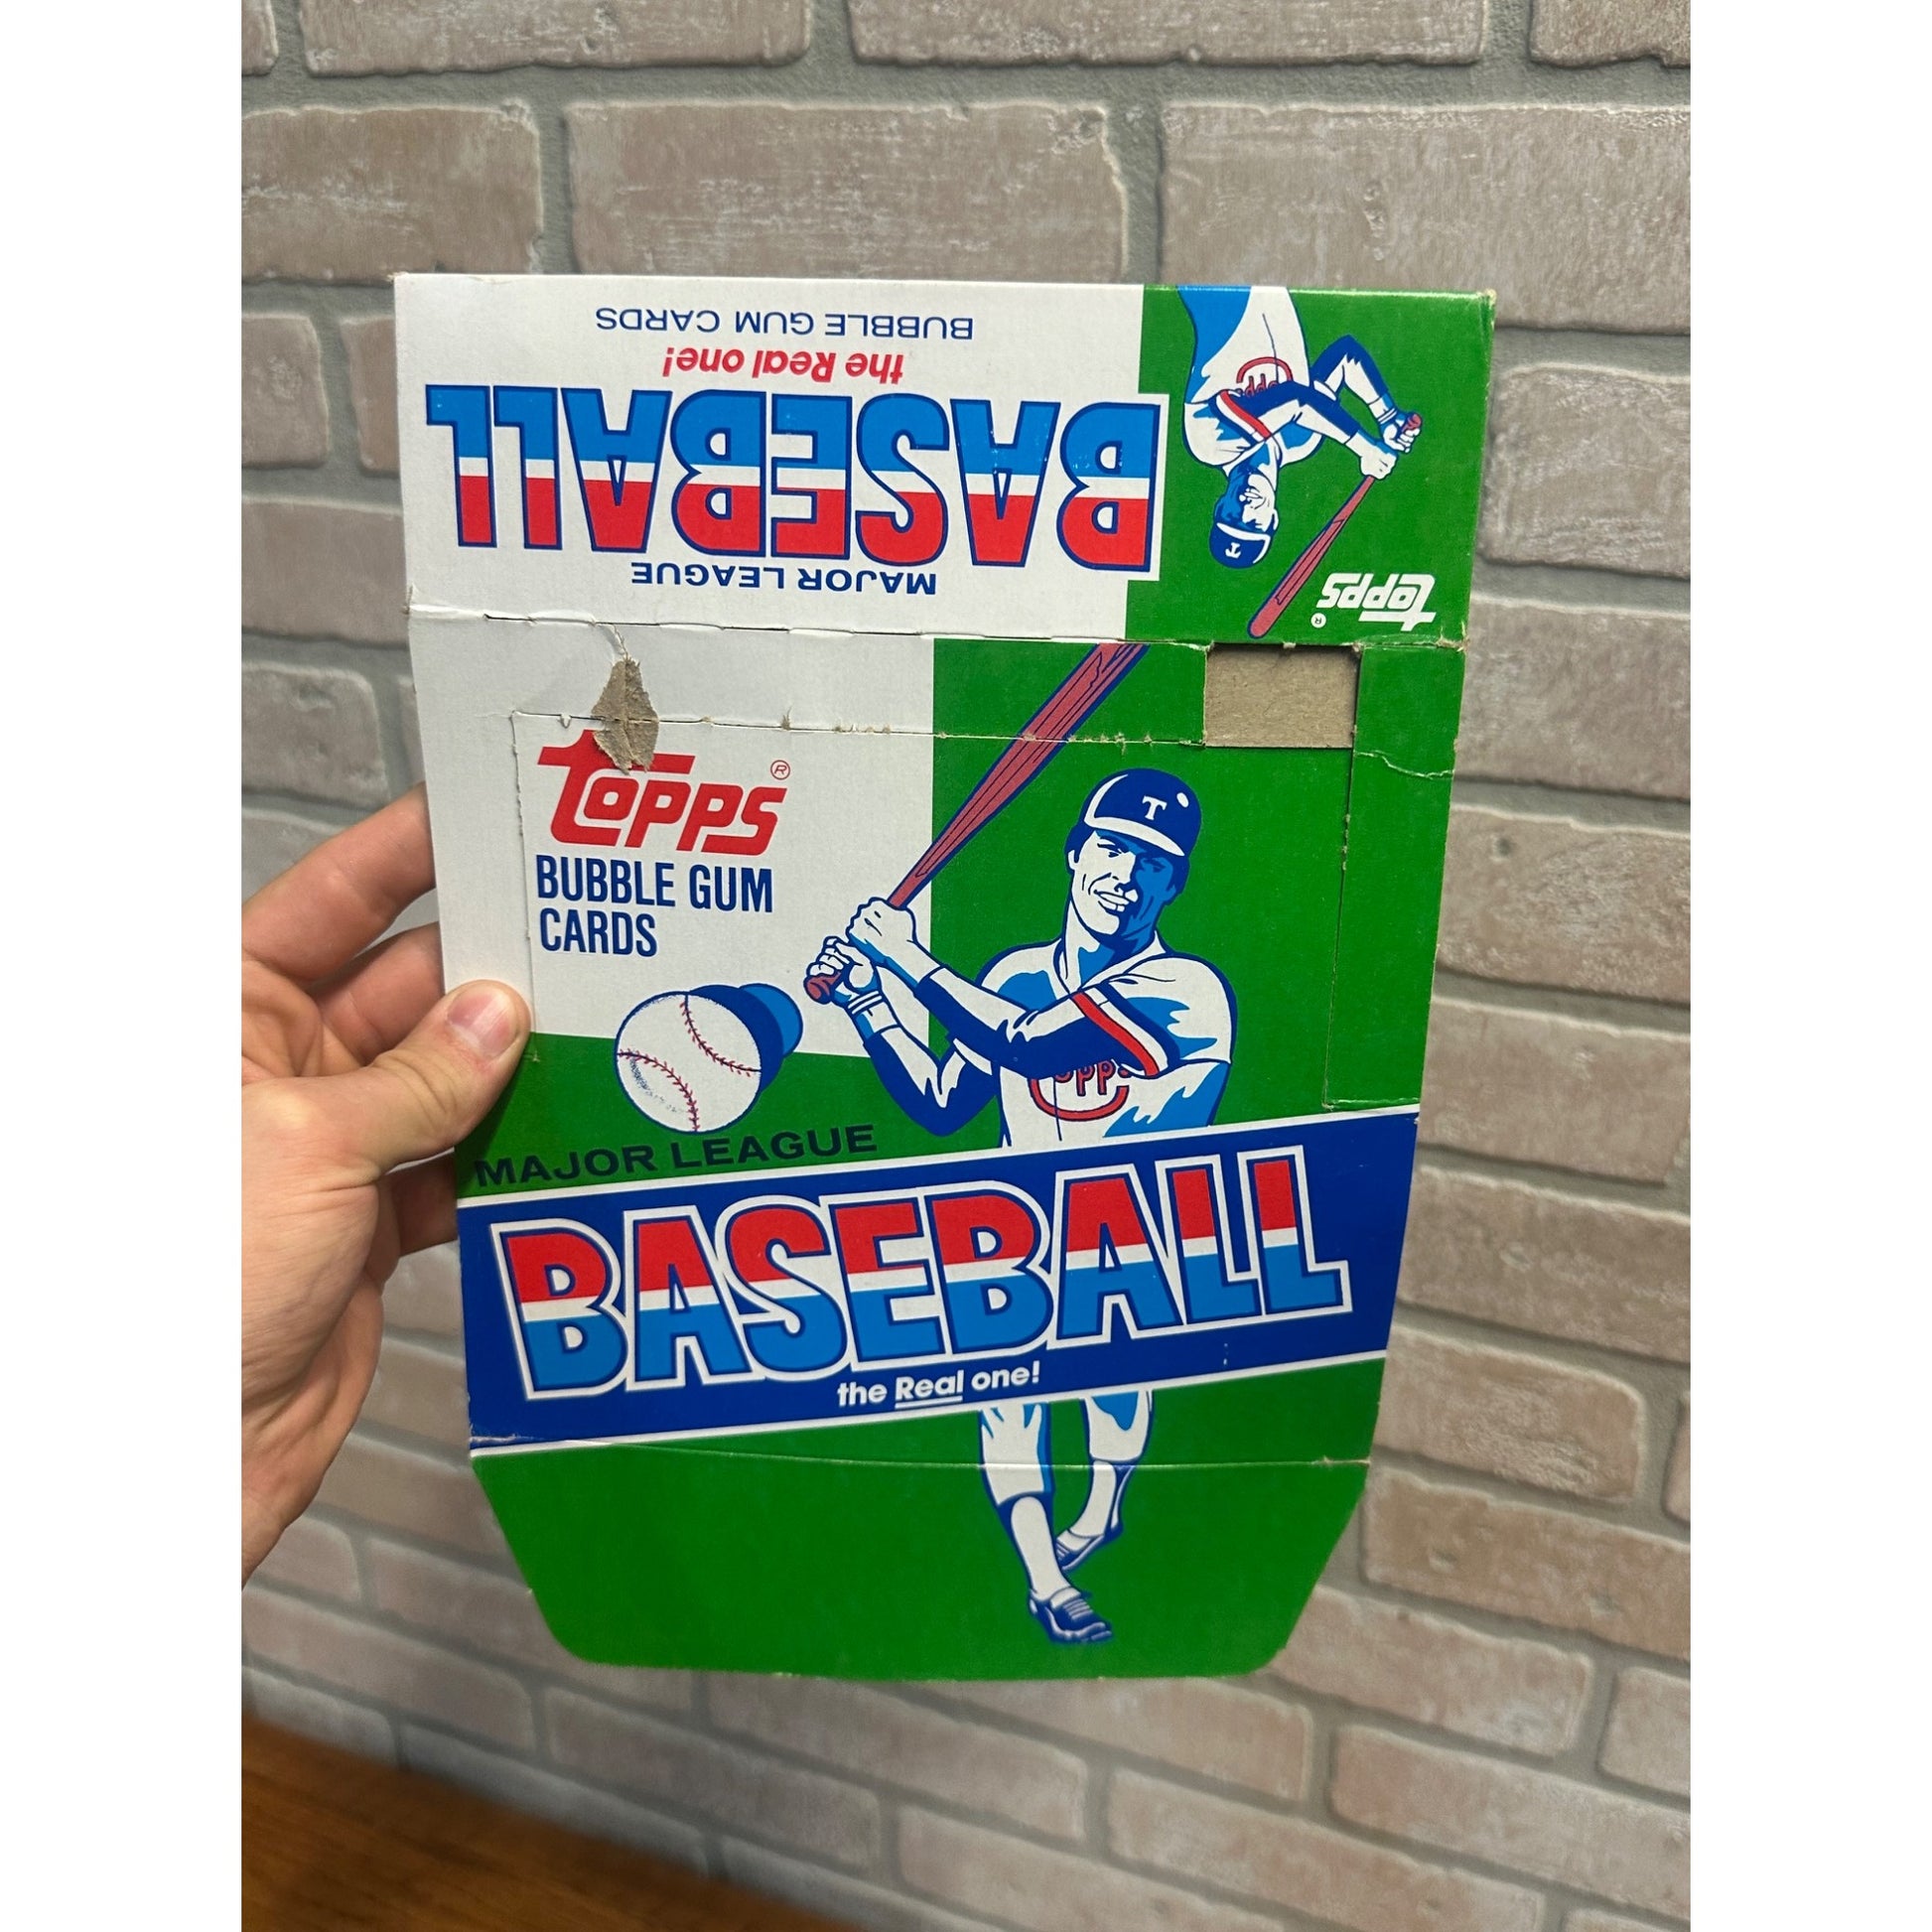 BUBBLE GUM CARDS
the Real one!
BASEBALL
MAJOR LEAGUE
topps®
T
topps®
BUBBLE GUM
CARDS
T
opps
MAJOR LEAGUE
BASEBALL
the Real one!